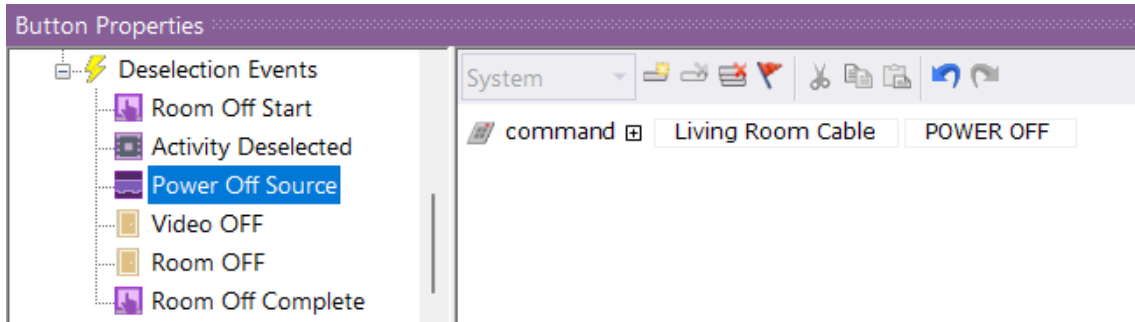 Button Properties
Deselection Events
Room Off Start
Activity Deselected
Power Off Source
Video OFF
Room OFF
Room Off Complete
System
command Living Room Cable POWER OFF